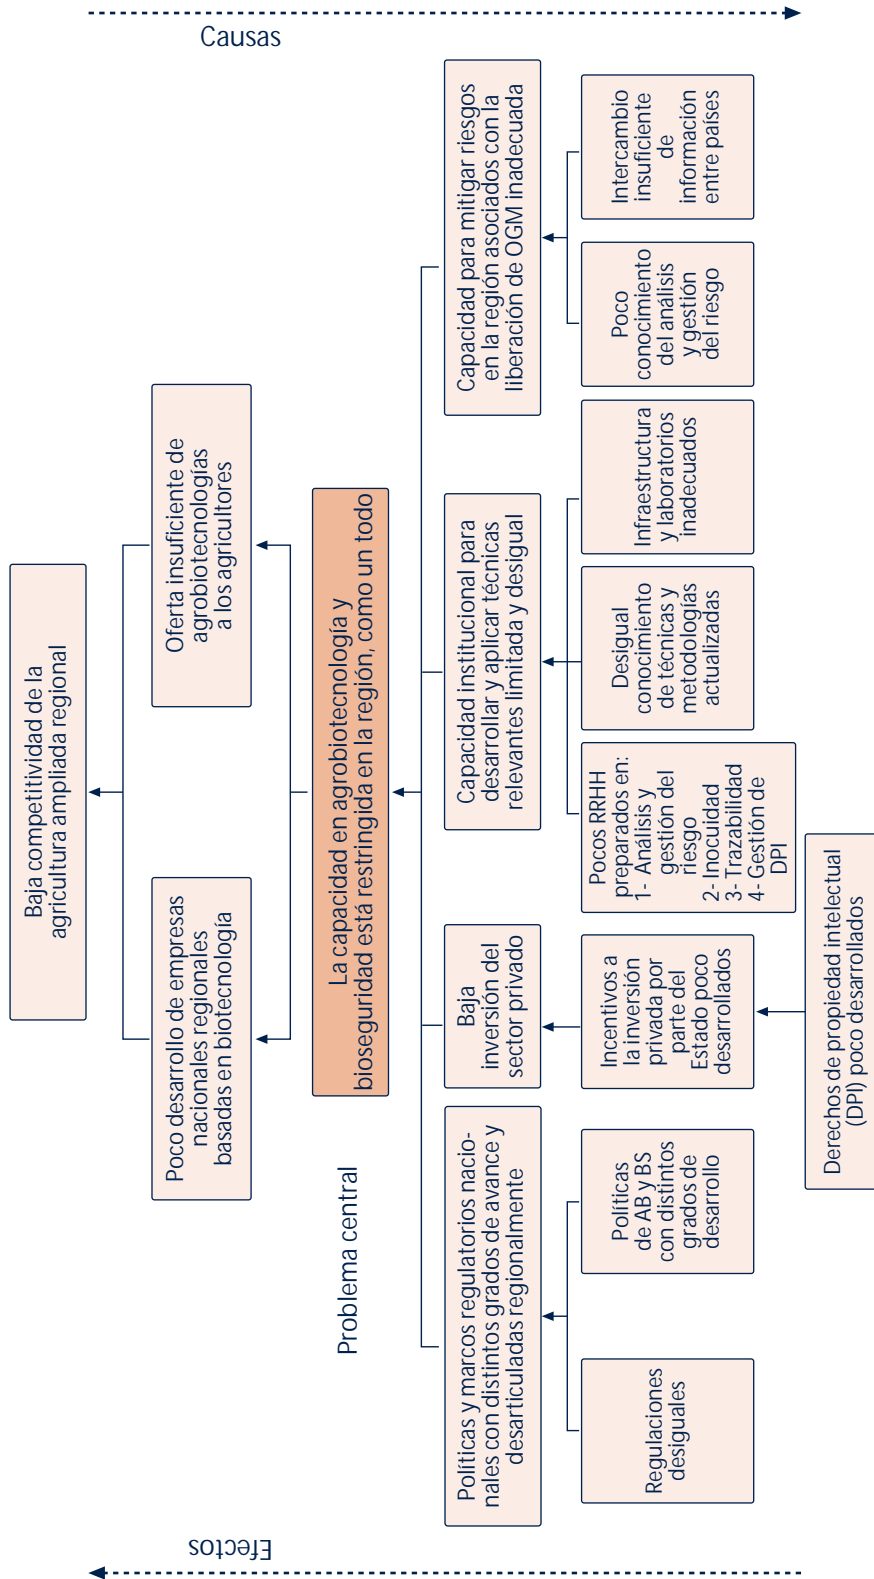 Efectos
Causas
Baja competitividad de la
agricultura ampliada regional
Poco desarrollo de empresas
nacionales regionales
basadas en biotecnología
Oferta insuficiente de
agrobiotecnologías
a los agricultores
Problema central
La capacidad en agrobiotecnología y
bioseguridad está restringida en la región, como un todo
Políticas y marcos regulatorios nacio-
nales con distintos grados de avance y
desarticuladas regionalmente
Baja
inversión del
sector privado
Capacidad institucional para
desarrollar y aplicar técnicas
relevantes limitada y desigual
Capacidad para mitigar riesgos
en la región asociados con la
liberación de OGM inadecuada
Regulaciones
desiguales
Políticas
de AB y BS
con distintos
grados de
desarrollo
Incentivos a
la inversión
privada por
parte del
Estado poco
desarrollados
Pocos RRHH
preparados en:
1- Análisis y
gestión del
riesgo
2- Inocuidad
3- Trazabilidad
4- Gestión de
DPI
Desigual
conocimiento
de técnicas y
metodologías
actualizadas
Infraestructura
y laboratorios
inadecuados
Poco
conocimiento
del análisis
y gestión
del riesgo
Intercambio
insuficiente
de
información
entre países
Derechos de propiedad intelectual
(DPI) poco desarrollados